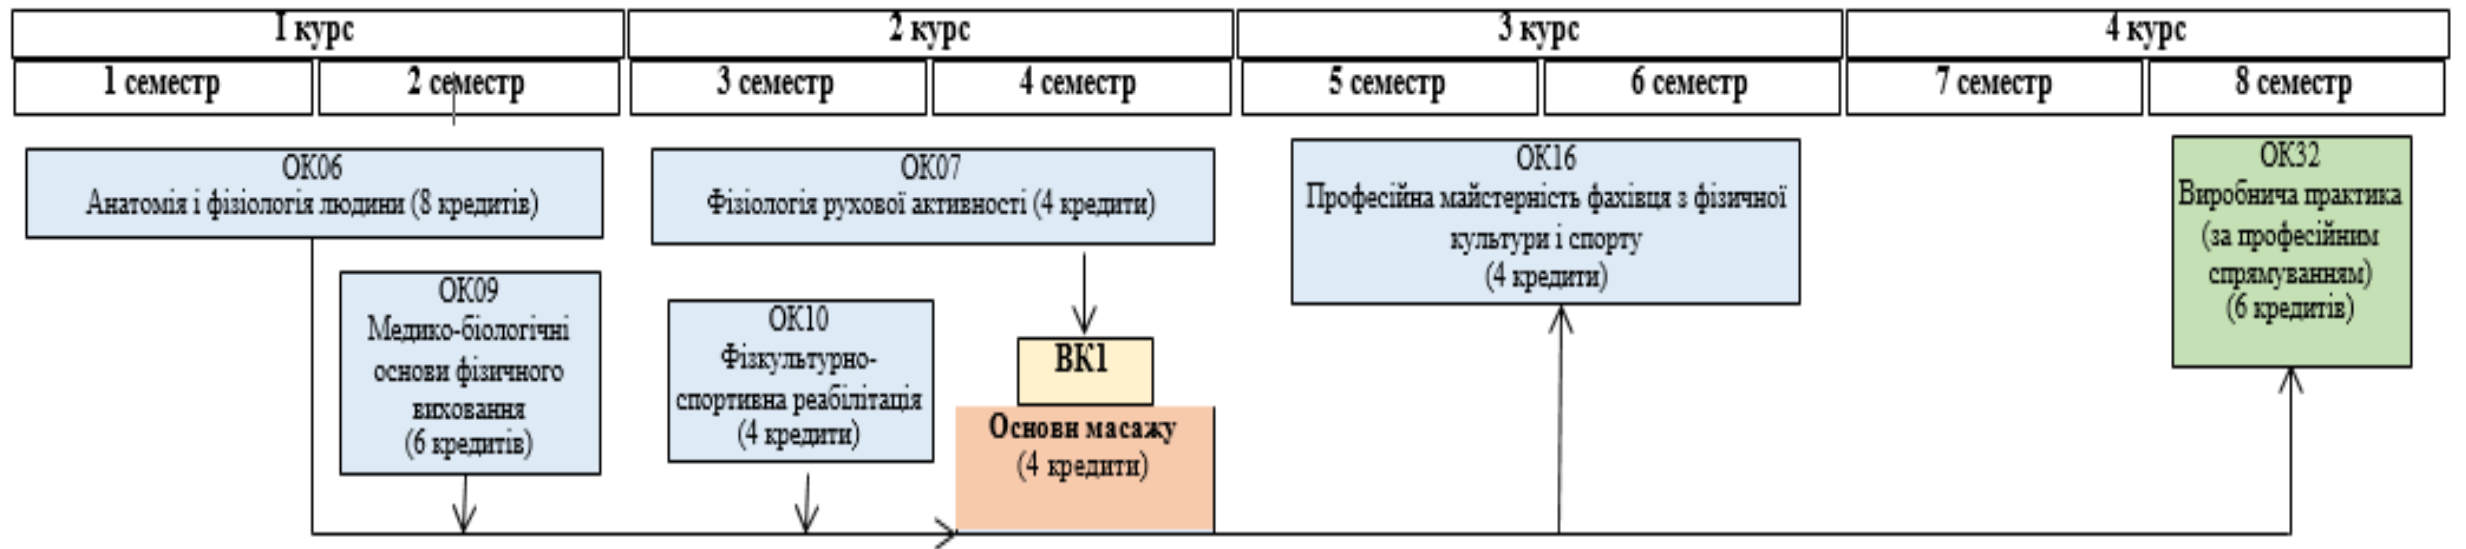 І курс
2 курс
3 курс
4 курс
1 семестр
2 семестр
3 семестр
4 семестр
5 семестр
6 семестр
7 семестр
8 семестр
ОК06
Анатомія і фізіологія людини (8 кредитів)
ОК09
Медико-біологічні
основи фізичного
виховання
(6 кредитів)
ОК07
Фізіологія рухової активності (4 кредити)
ОК10
Фізкультурно-
спортивна реабілітація
(4 кредити)
ВК1
Основи масажу
(4 кредити)
ОК16
Професійна майстерність фахівця з фізичної
культури і спорту
(4 кредити)
ОК32
Виробнича практика
(за професійним
спрямуванням)
(6 кредитів)